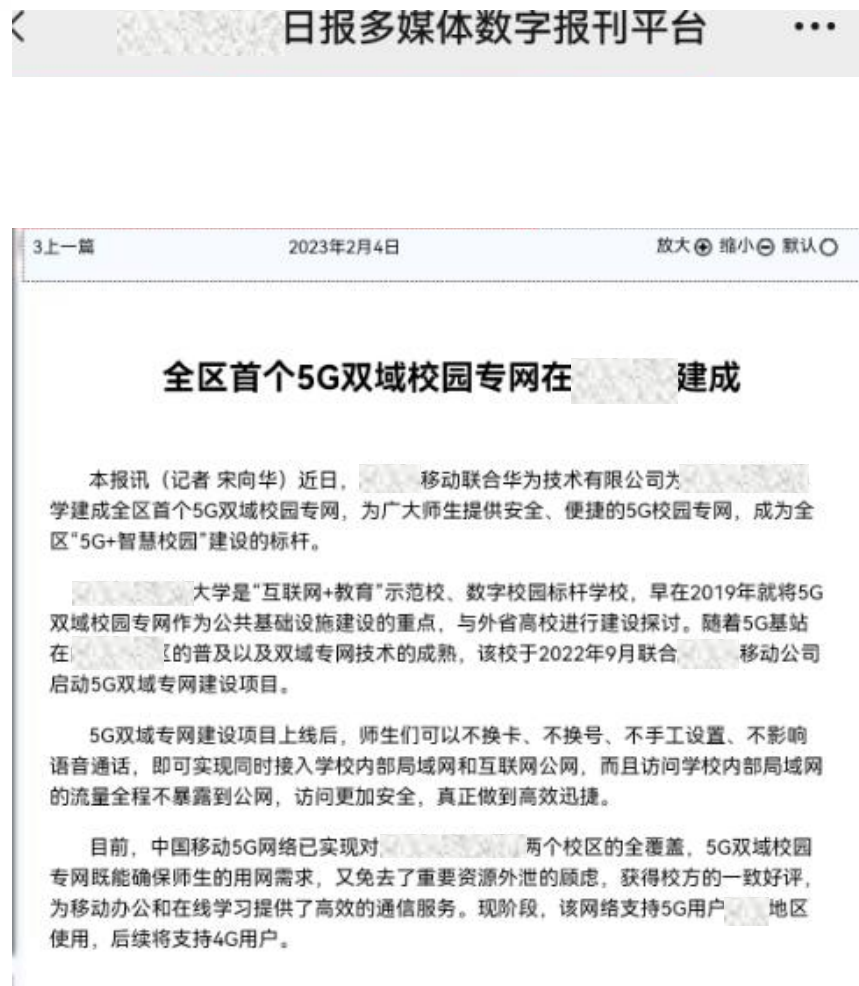 日报多媒体数字报刊平台
3上一篇 2023年2月4日 放大 缩小 默认
全区首个5G双域校园专网在 建成
本报讯（记者 宋向华）近日， 移动联合华为技术有限公司为
学建成全区首个5G双域校园专网，为广大师生提供安全、便捷的5G校园专网，成为全
区“5G+智慧校园”建设的标杆。
大学是“互联网+教育”示范校、数字校园标杆学校，早在2019年就将5G
双域校园专网作为公共基础设施建设的重点，与外省高校进行建设探讨。随着5G基站
在 区的普及以及双域专网技术的成熟，该校于2022年9月联合 移动公司
启动5G双域专网建设项目。
5G双域专网建设项目上线后，师生们可以不换卡、不换号、不手工设置、不影响
语音通话，即可实现同时接入学校内部局域网和互联网公网，而且访问学校内部局域网
的流量全程不暴露到公网，访问更加安全，真正做到高效迅捷。
目前，中国移动5G网络已实现对 两个校区的全覆盖，5G双域校园
专网既能确保师生的用网需求，又免去了重要资源外泄的顾虑，获得校方的一致好评，
为移动办公和在线学习提供了高效的通信服务。现阶段，该网络支持5G用户 地区
使用，后续将支持4G用户。